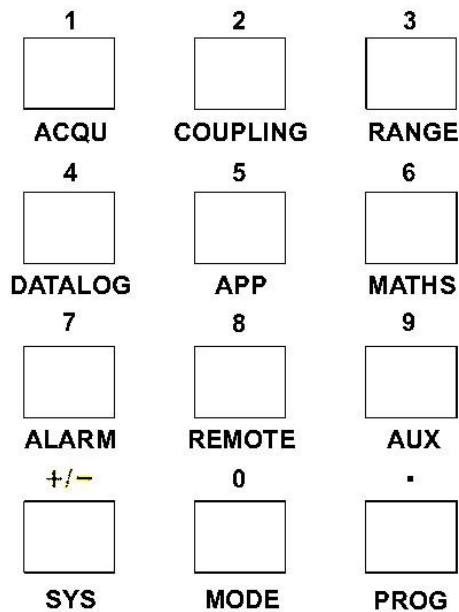 1 2 3
ACQU COUPLING RANGE
4 5 6
DATALOG APP MATHS
7 8 9
ALARM REMOTE AUX
+/- 0 .
SYS MODE PROG